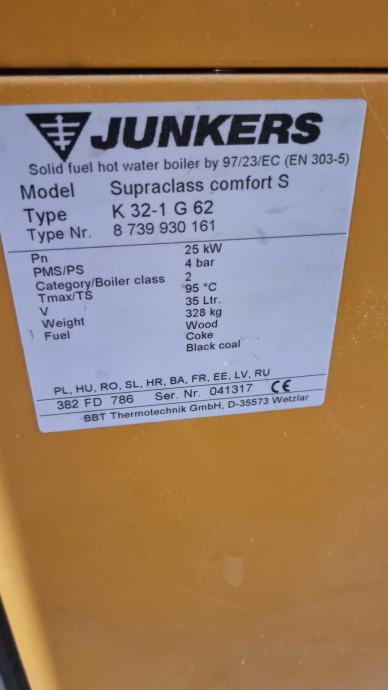 JUNKERS
Solid fuel hot water boiler by 97/23/EC (EN 303-5)
Model Supraclass comfort S
Type K 32-1 G 62
Type Nr. 8 739 930 161
Pn 25 kW
PMS/PS 4 bar
Category/Boiler class 2
Tmax/TS 95 °C
V 35 Ltr.
Weight 328 kg
Fuel Wood
Coke
Black coal
PL, HU, RO, SL, HR, BA, FR, EE, LV, RU
382 FD 786 Ser. Nr. 041317 CE
BBT Thermotechnik GmbH, D-35573 Wetzlar